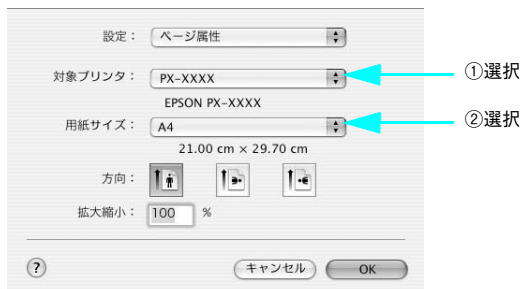 設定： ページ属性
対象プリンタ： PX-XXXX ①選択
EPSON PX-XXXX
用紙サイズ： A4 ②選択
21.00 cm × 29.70 cm
方向：
拡大縮小： 100 %
? キャンセル OK